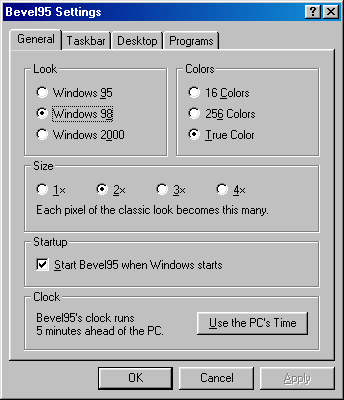 Bevel95 Settings
General
Taskbar
Desktop
Programs
Look
Windows 95
Windows 98
Windows 2000
Colors
16 Colors
256 Colors
True Color
Size
1×
2×
3×
4×
Each pixel of the classic look becomes this many.
Startup
Start Bevel95 when Windows starts
Clock
Bevel95's clock runs
5 minutes ahead of the PC.
Use the PC's Time
OK
Cancel
Apply